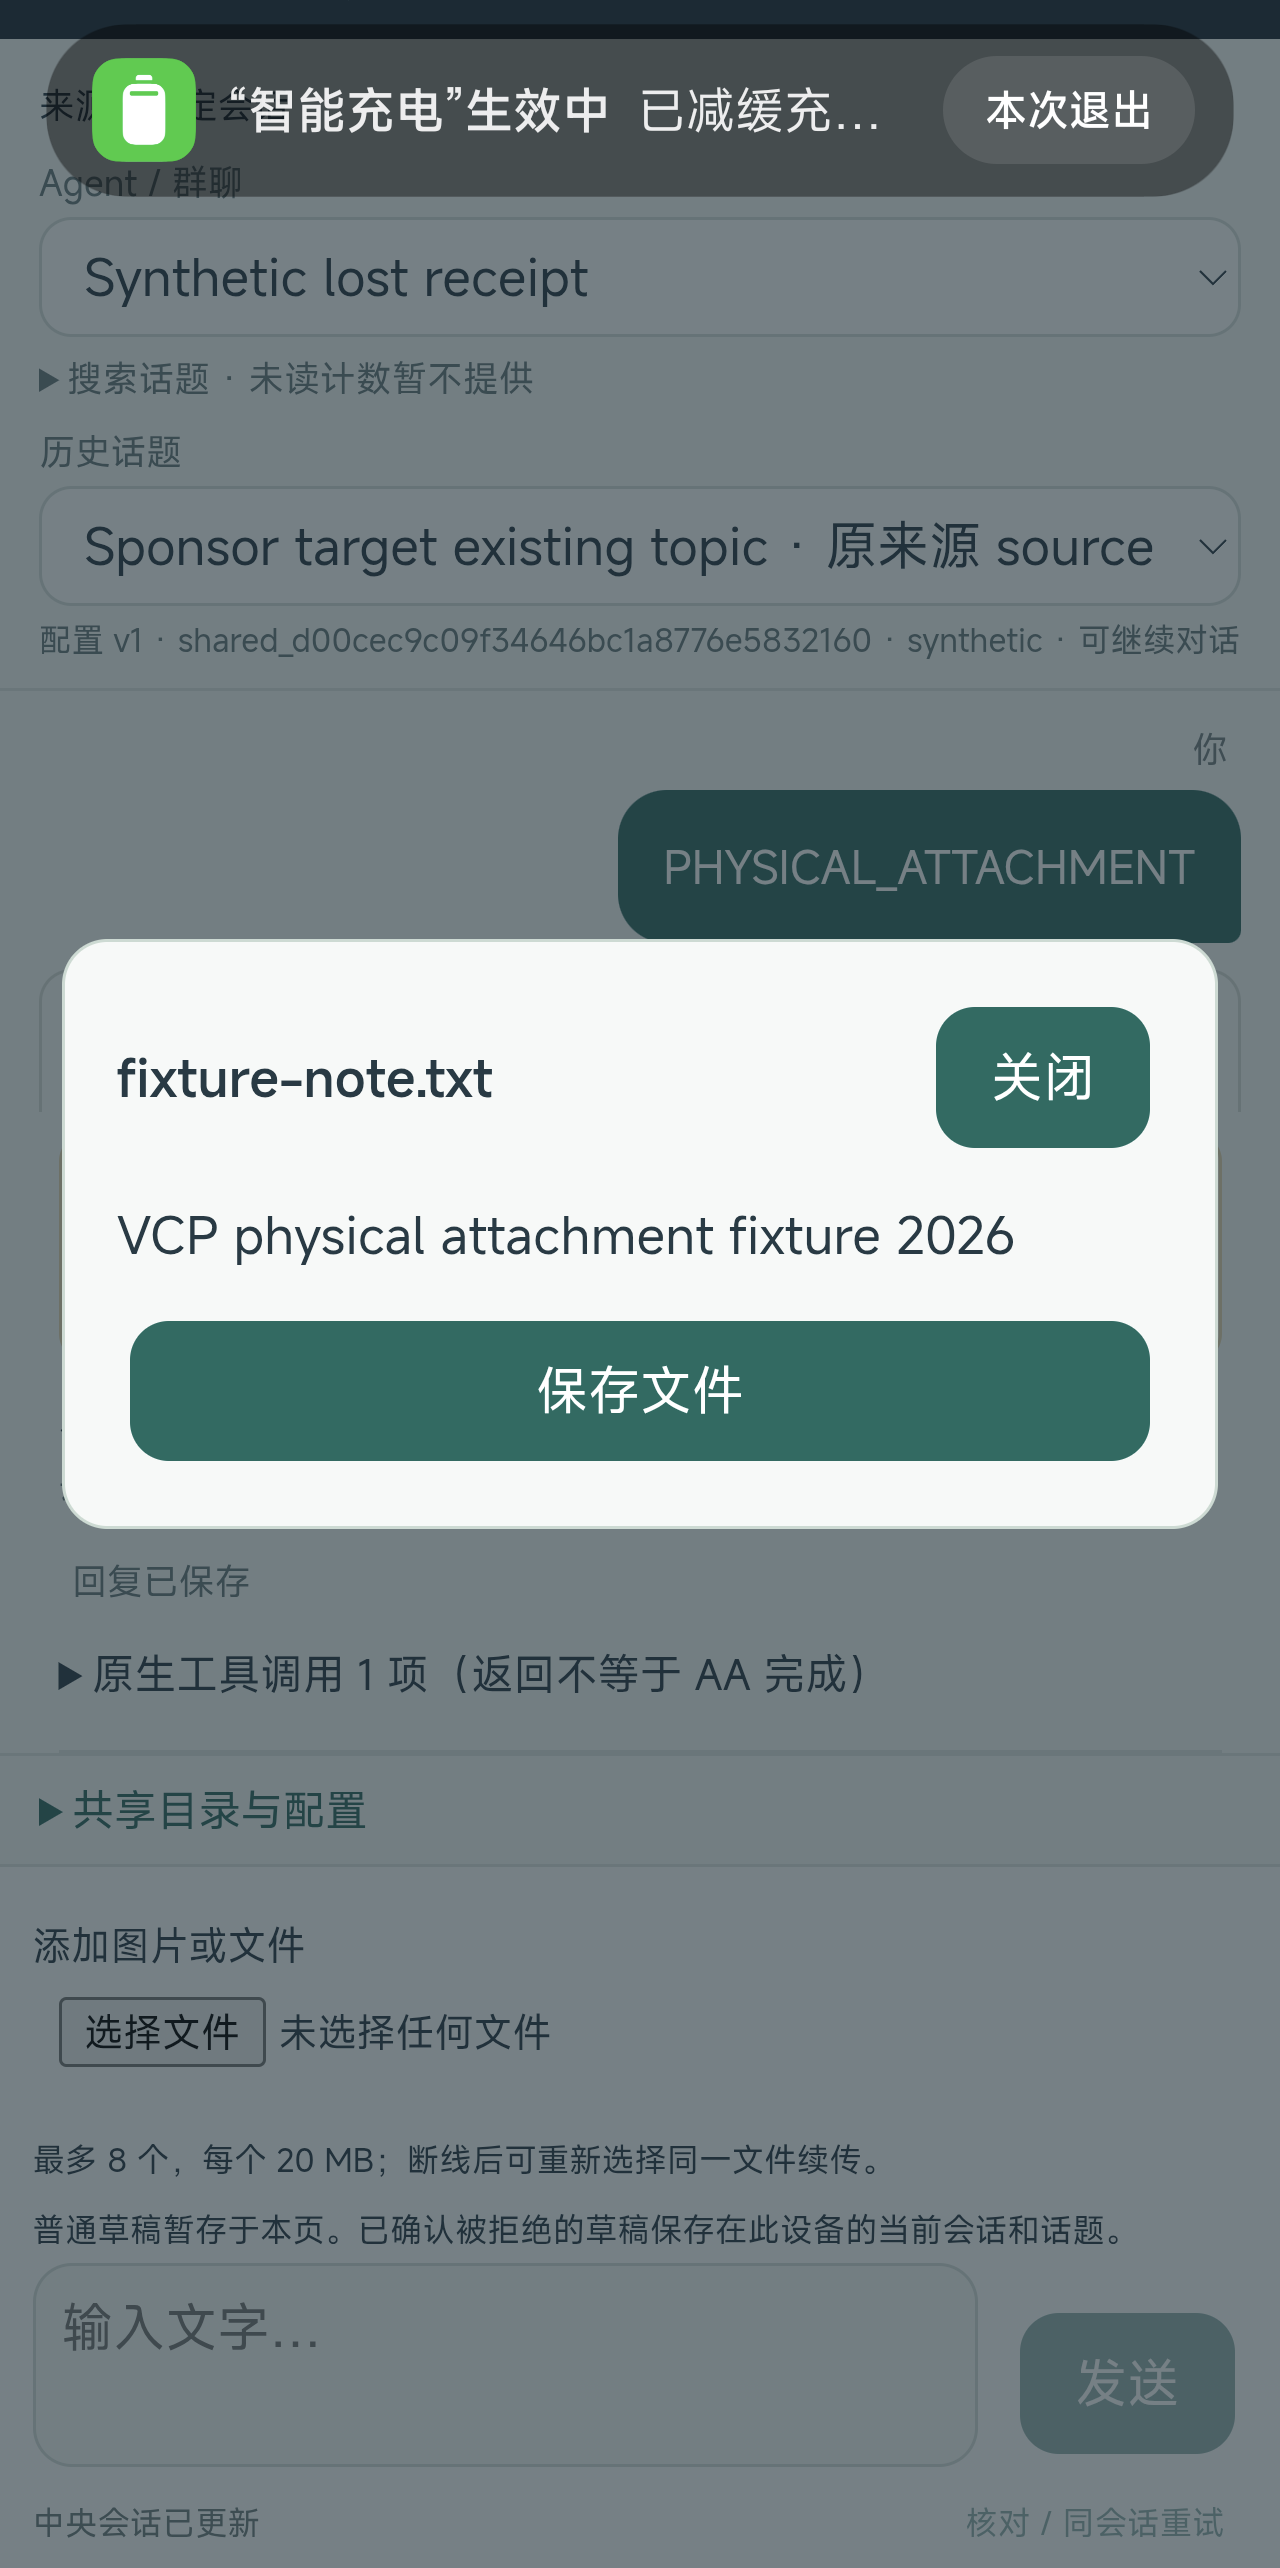 “智能充电”生效中 已减缓充... 本次退出
Agent / 群聊
Synthetic lost receipt
搜索话题 · 未读计数暂不提供
历史话题
Sponsor target existing topic · 原来源 source
配置 v1 · shared_d00cec9c09f34646bc1a8776e5832160 · synthetic · 可继续对话
你
PHYSICAL_ATTACHMENT
fixture-note.txt
关闭
VCP physical attachment fixture 2026
保存文件
回复已保存
原生工具调用 1 项（返回不等于 AA 完成）
共享目录与配置
添加图片或文件
选择文件 未选择任何文件
最多 8 个，每个 20 MB；断线后可重新选择同一文件续传。
普通草稿暂存于本页。已确认被拒绝的草稿保存在此设备的当前会话和话题。
输入文字...
发送
中央会话已更新
核对 / 同会话重试